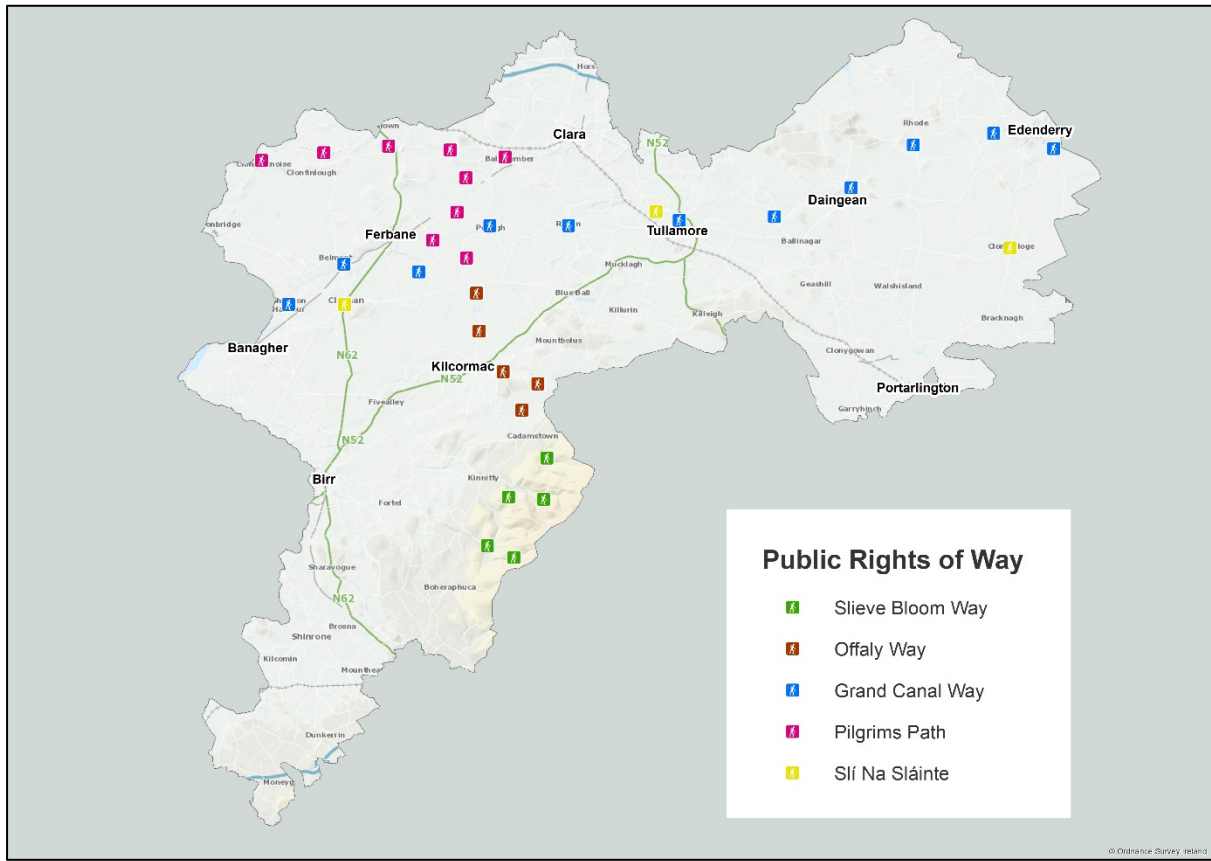 Hors
Clara
N52
Rhode
Edenderry
Clonfinlough
Daingean
Ferbane
Tullamore
Ballinagar
Mucklagh
Geashill
Walshisland
Blue Ball
Killurin
Killeigh
Bracknagh
Banagher
N62
Mountbolus
Clonygowan
Kilcormac
N52
Portarlington
Fivealley
Garryhinch
N52
Cadamstown
Birr
Kinnitty
Fortel
Sharavogue
Boheraphuca
N62
Brosna
Shinrone
Kilcomin
Mounthea
Dunkerrin
Moneyg
Public Rights of Way
Slieve Bloom Way
Offaly Way
Grand Canal Way
Pilgrims Path
Slí Na Sláinte
© Ordnance Survey Ireland